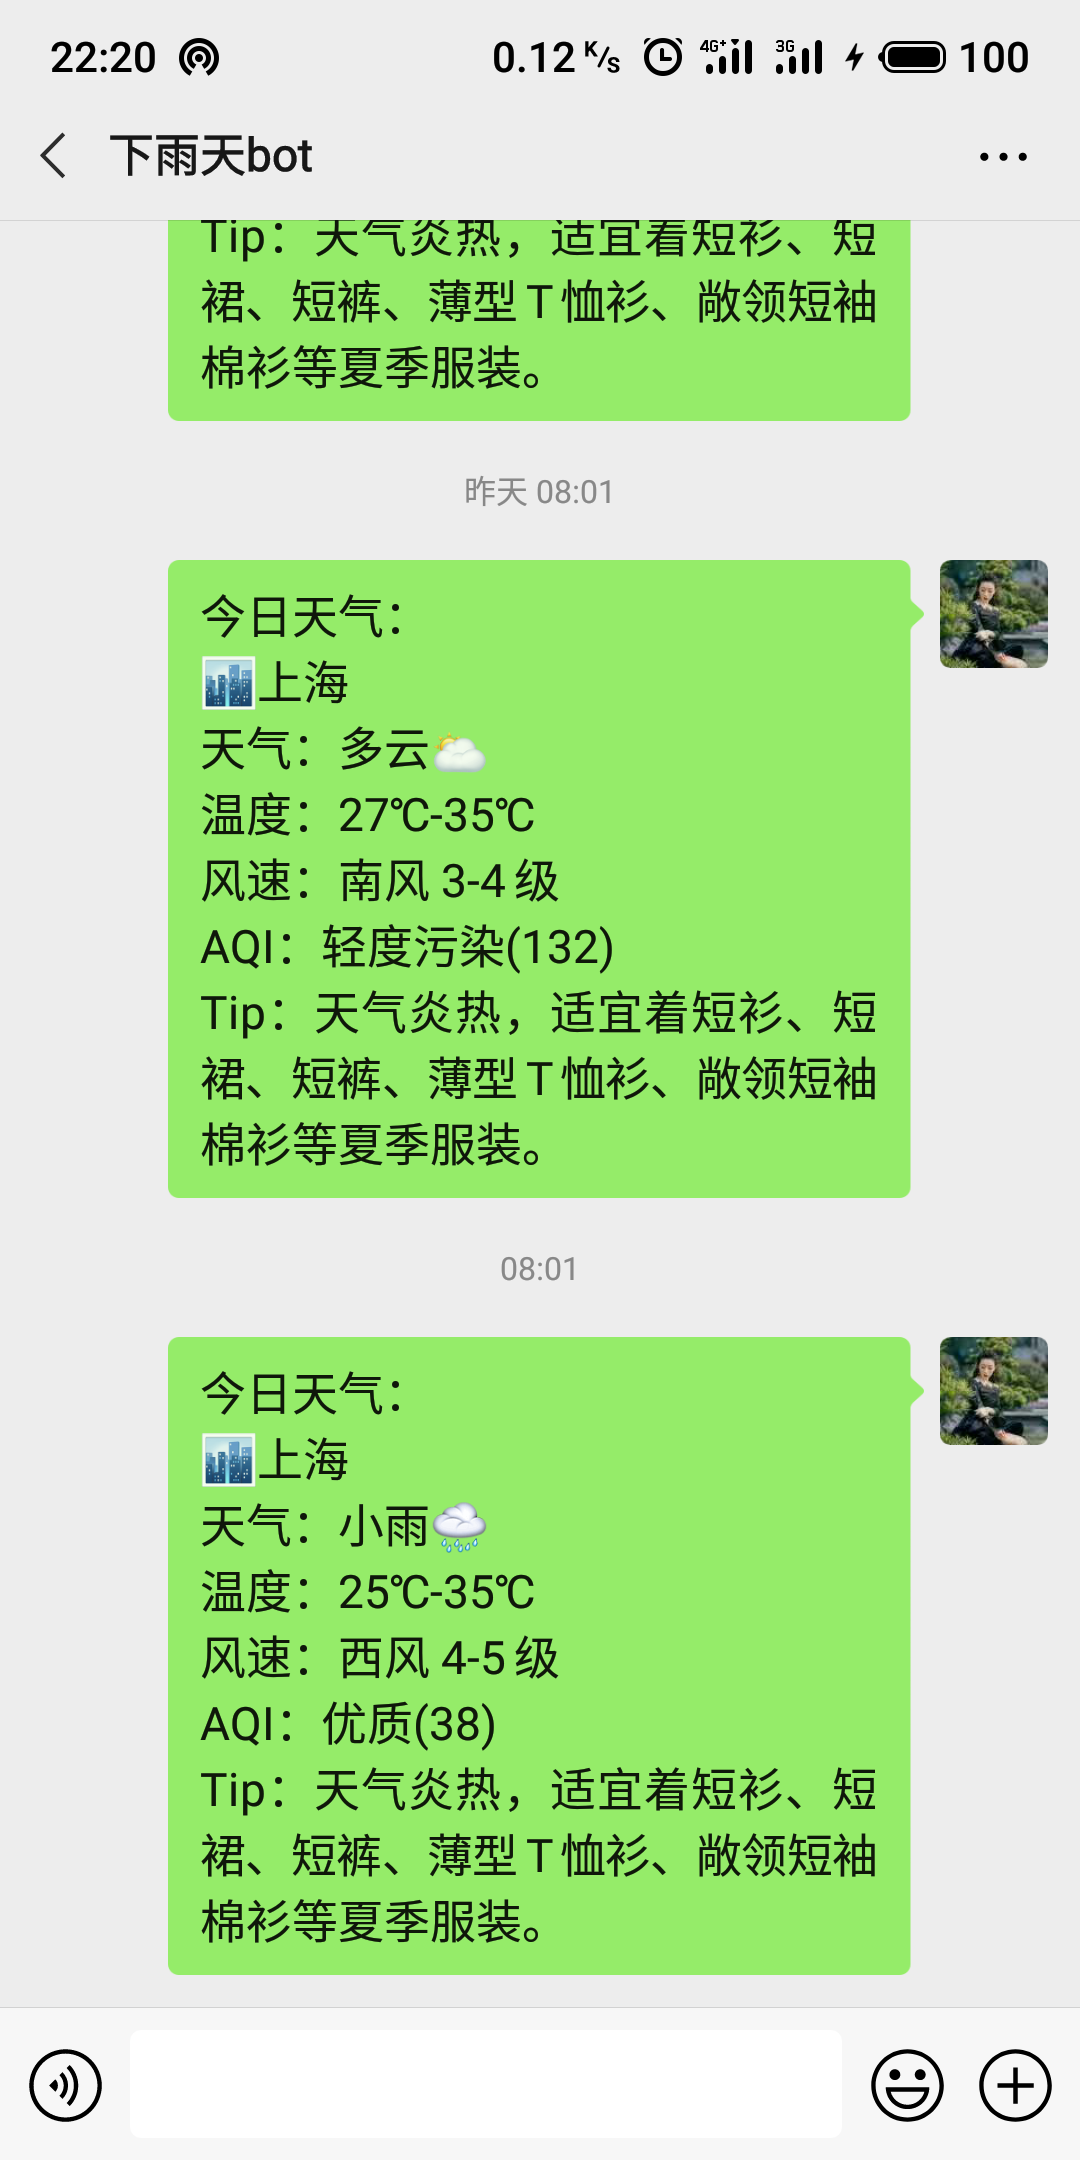 22:20 0.12 K/s 4G+ 3G 100
下雨天bot
Tip：天气炎热，适宜着短衫、短
裙、短裤、薄型T恤衫、敞领短袖
棉衫等夏季服装。
昨天 08:01
今日天气：
上海
天气：多云
温度：27℃-35℃
风速：南风 3-4 级
AQI：轻度污染(132)
Tip：天气炎热，适宜着短衫、短
裙、短裤、薄型T恤衫、敞领短袖
棉衫等夏季服装。
08:01
今日天气：
上海
天气：小雨
温度：25℃-35℃
风速：西风 4-5 级
AQI：优质(38)
Tip：天气炎热，适宜着短衫、短
裙、短裤、薄型T恤衫、敞领短袖
棉衫等夏季服装。